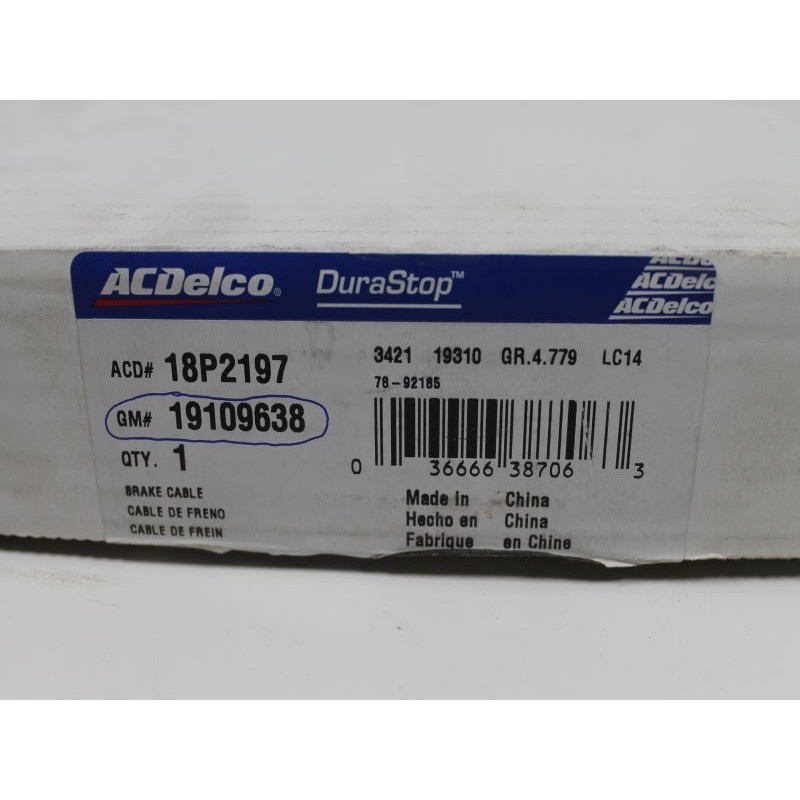 ACDelco® DuraStop™
ACDelco
ACDelco
ACDelco
ACD# 18P2197
GM# 19109638
QTY. 1
BRAKE CABLE
CABLE DE FRENO
CABLE DE FREIN
3421 19310 GR.4.779 LC14
78-92185
0 36666 38706 3
Made in China
Hecho en China
Fabrique en Chine